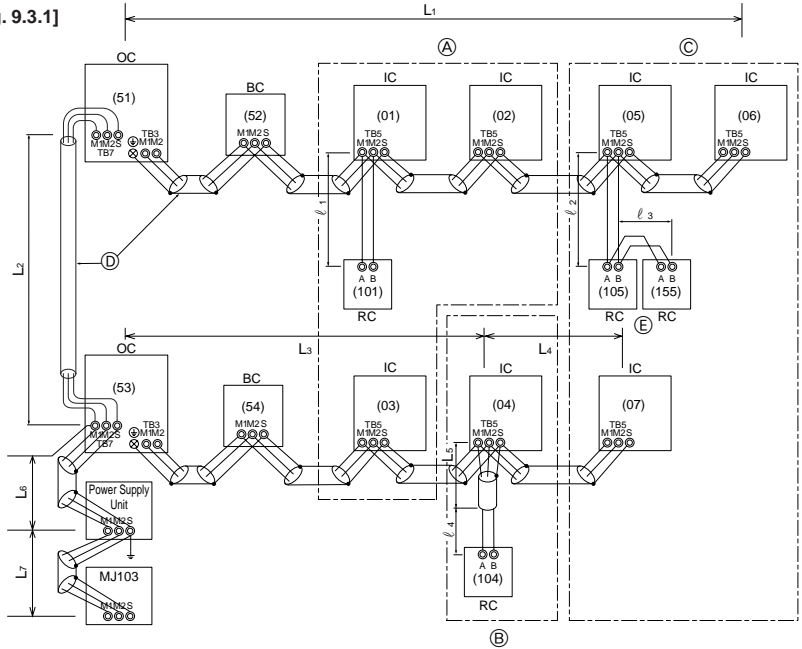 g. 9.3.1]
L1
A
C
OC
BC
IC
IC
IC
IC
(51)
(52)
(01)
(02)
(05)
(06)
M1M2S
TB7
TB3
M1M2
M1M2S
TB5
M1M2S
TB5
M1M2S
TB5
M1M2S
TB5
M1M2S
L2
D
ℓ1
ℓ2
ℓ3
A B
(101)
RC
A B
(105)
RC
E
A B
(155)
RC
L3
L4
OC
BC
IC
IC
IC
(53)
(54)
(03)
(04)
(07)
M1M2S
TB7
TB3
M1M2
M1M2S
TB5
M1M2S
TB5
M1M2S
TB5
M1M2S
L5
L6
Power Supply
Unit
M1M2S
ℓ4
L7
MJ103
M1M2S
A B
(104)
RC
B